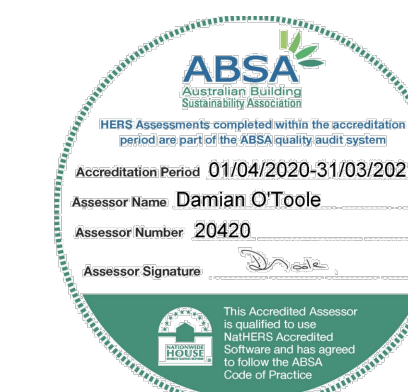 ABSA
Australian Building
Sustainability Association
HERS Assessments completed within the accreditation
period are part of the ABSA quality audit system
Accreditation Period 01/04/2020-31/03/202
Assessor Name Damian O'Toole
Assessor Number 20420
Assessor Signature
This Accredited Assessor
is qualified to use
NatHERS Accredited
Software and has agreed
to follow the ABSA
Code of Practice
NATIONWIDE
HOUSE